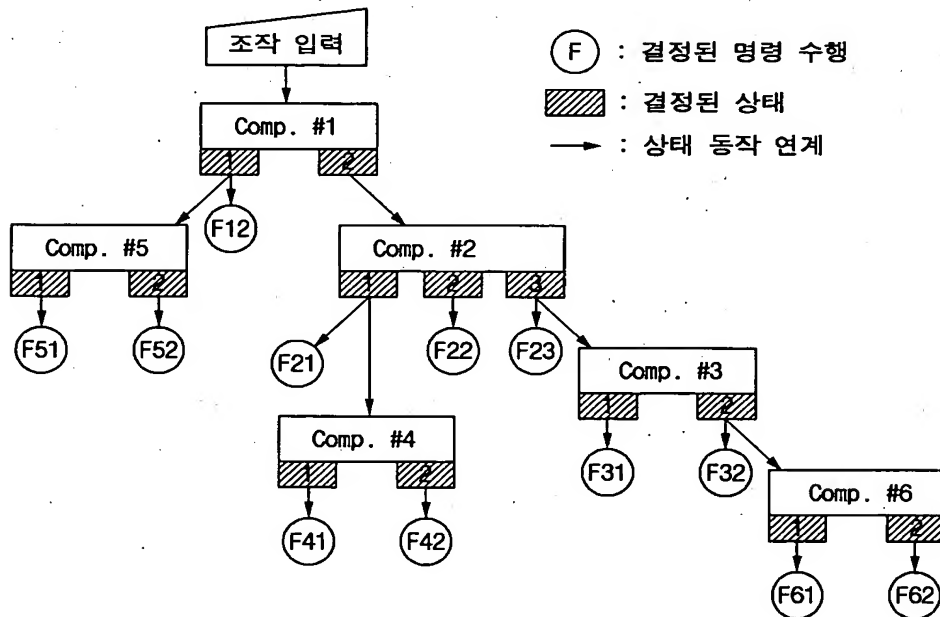 조작 입력
F : 결정된 명령 수행
: 결정된 상태
: 상태 동작 연계
Comp. #1
1 2
F12
Comp. #5
1 2
F51 F52
Comp. #2
1 2 3
F21 F22 F23
Comp. #3
1 2
F31 F32
Comp. #4
1 2
F41 F42
Comp. #6
1 2
F61 F62